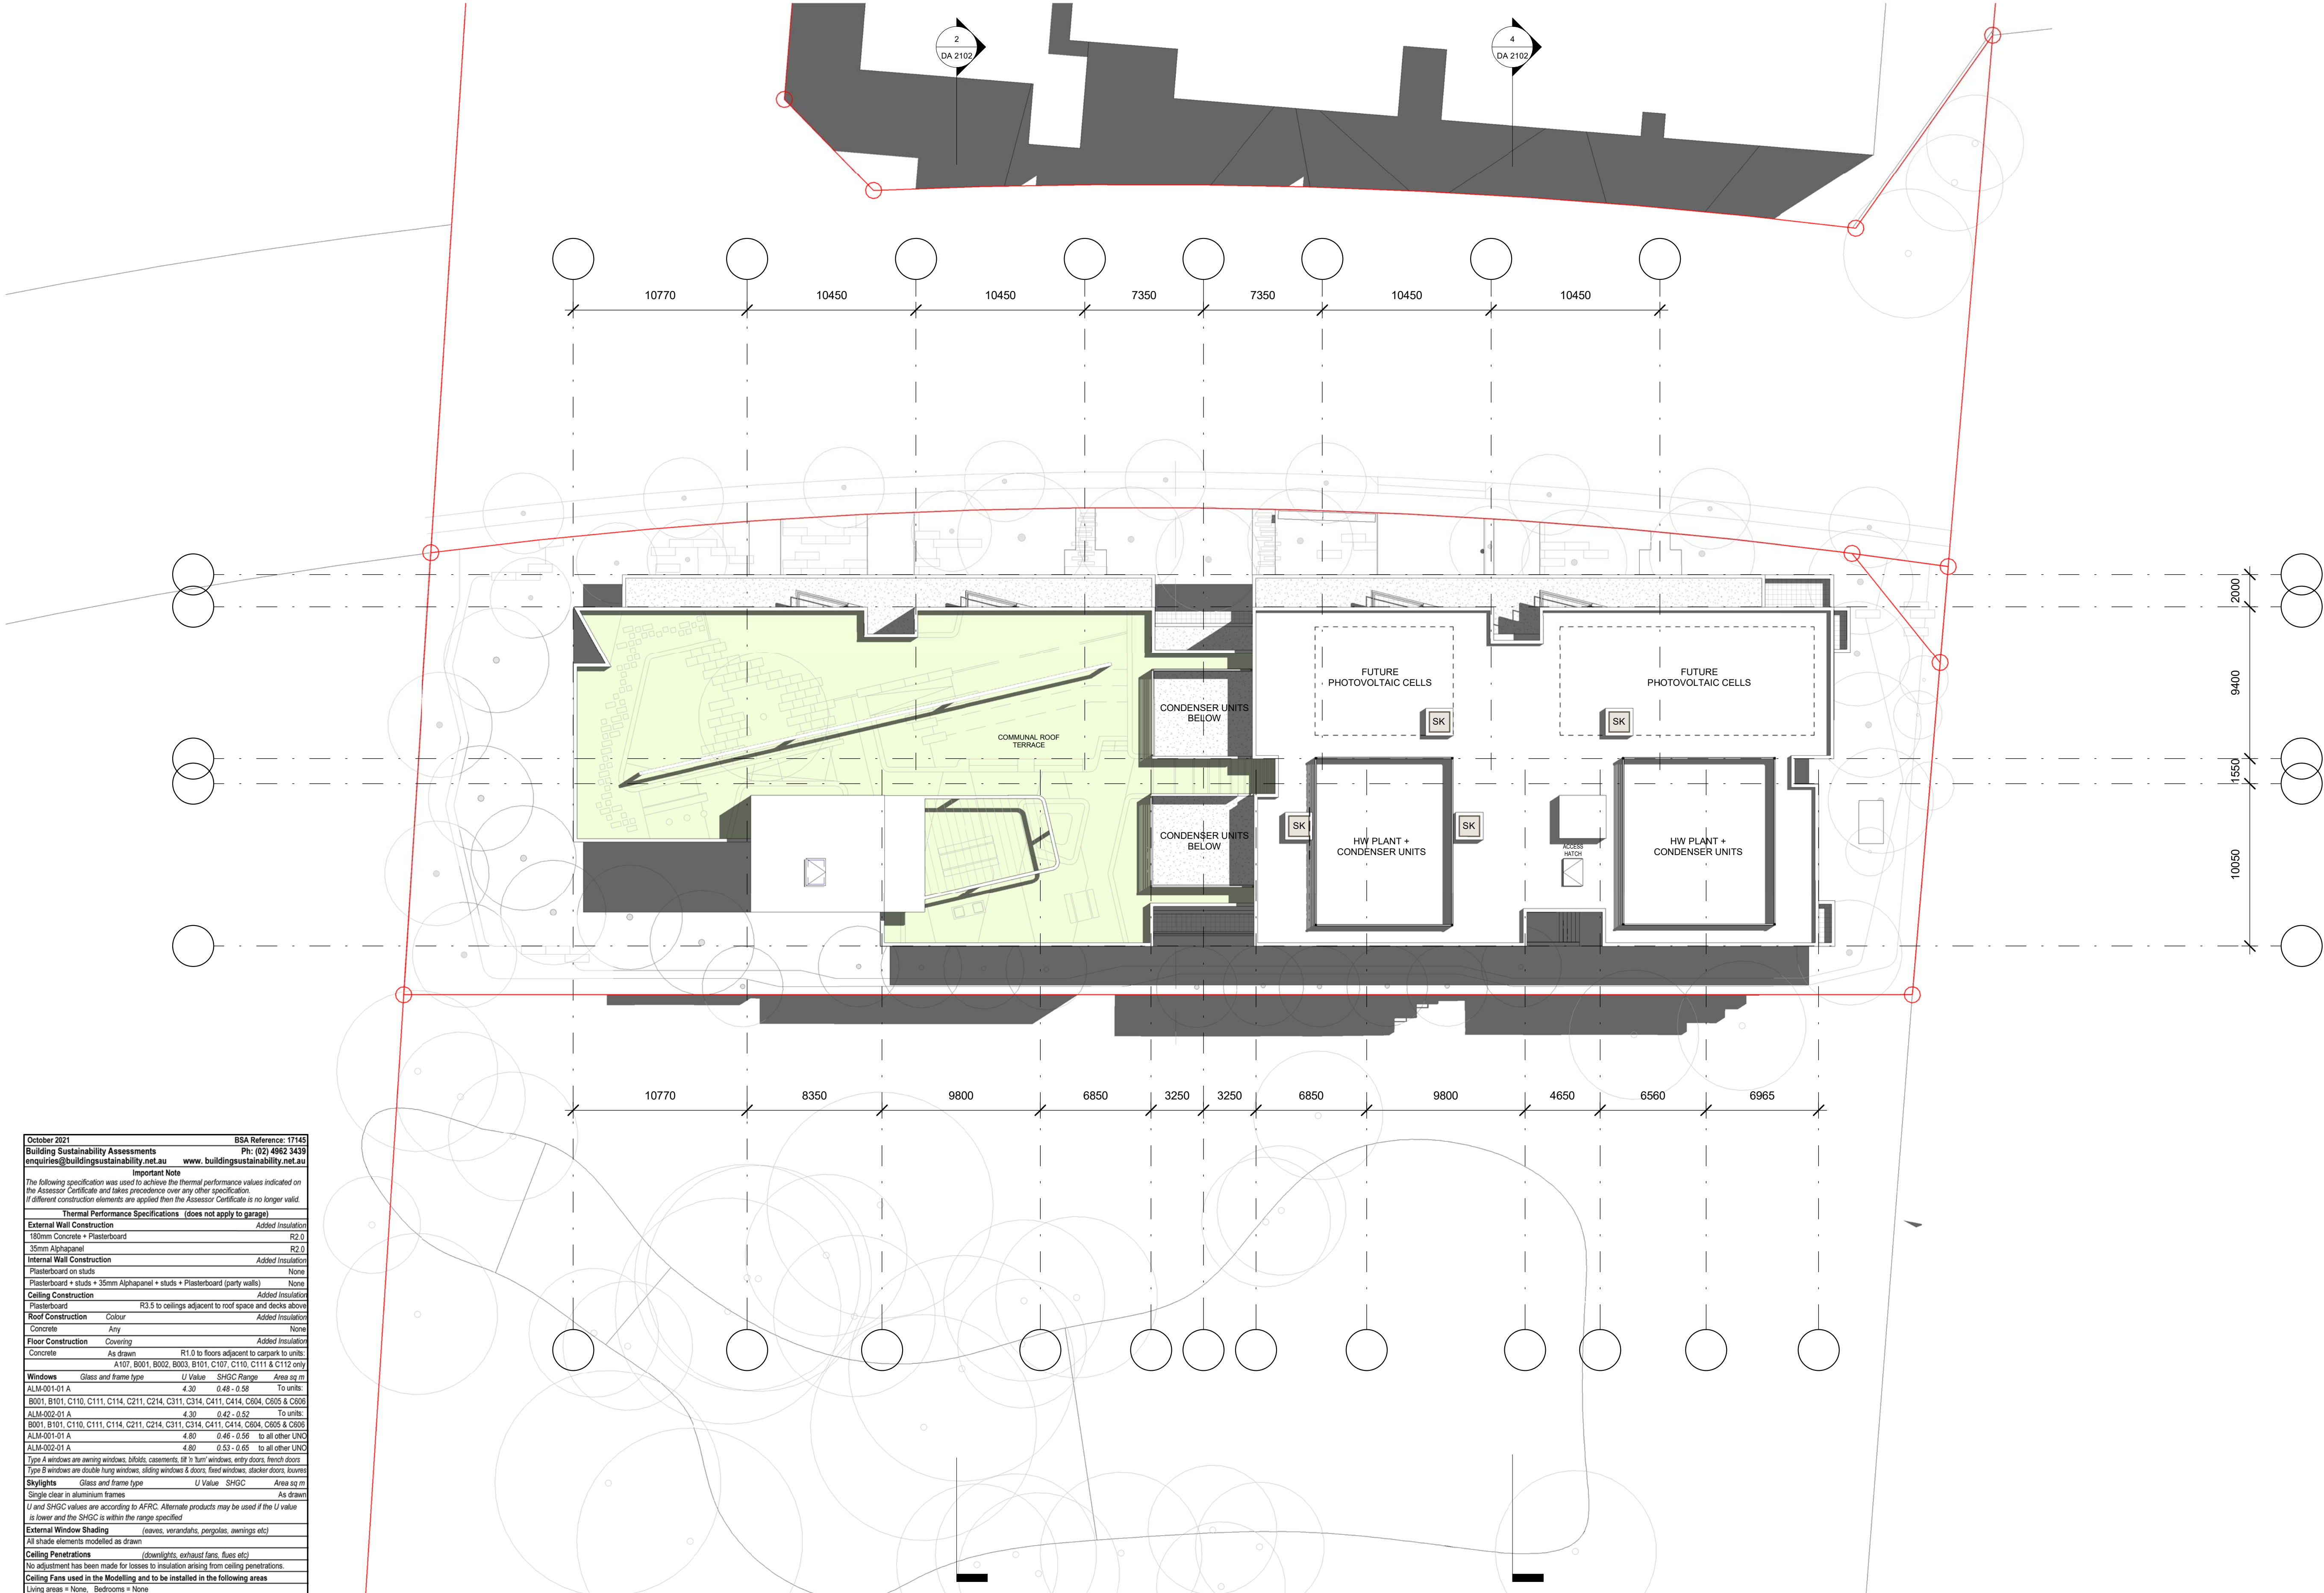 2
DA 2102
4
DA 2102
10770
10450
10450
7350
7350
10450
10450
2000
9400
1550
10050
FUTURE
PHOTOVOLTAIC CELLS
FUTURE
PHOTOVOLTAIC CELLS
CONDENSER UNITS
BELOW
SK
SK
COMMUNAL ROOF
TERRACE
CONDENSER UNITS
BELOW
SK
SK
HW PLANT +
CONDENSER UNITS
ACCESS
HATCH
HW PLANT +
CONDENSER UNITS
10770
8350
9800
6850
3250
3250
6850
9800
4650
6560
6965
October 2021 BSA Reference: 17145
Building Sustainability Assessments Ph: (02) 4962 3439
enquiries@buildingsustainability.net.au www. buildingsustainability.net.au
Important Note
The following specification was used to achieve the thermal performance values indicated on
the Assessor Certificate and takes precedence over any other specification.
If different construction elements are applied then the Assessor Certificate is no longer valid.
Thermal Performance Specifications (does not apply to garage)
External Wall Construction Added Insulation
180mm Concrete + Plasterboard R2.0
35mm Alphapanel R2.0
Internal Wall Construction Added Insulation
Plasterboard on studs None
Plasterboard + studs + 35mm Alphapanel + studs + Plasterboard (party walls) None
Ceiling Construction Added Insulation
Plasterboard R3.5 to ceilings adjacent to roof space and decks above
Roof Construction Colour Added Insulation
Concrete Any None
Floor Construction Covering Added Insulation
Concrete As drawn R1.0 to floors adjacent to carpark to units:
A107, B001, B002, B003, B101, C107, C110, C111 & C112 only
Windows Glass and frame type U Value SHGC Range Area sq m
ALM-001-01 A 4.30 0.48 - 0.58 To units:
B001, B101, C110, C111, C114, C211, C214, C311, C314, C411, C414, C604, C605 & C606
ALM-002-01 A 4.30 0.42 - 0.52 To units:
B001, B101, C110, C111, C114, C211, C214, C311, C314, C411, C414, C604, C605 & C606
ALM-001-01 A 4.80 0.46 - 0.56 to all other UNO
ALM-002-01 A 4.80 0.53 - 0.65 to all other UNO
Type A windows are awning windows, bifolds, casements, tilt 'n 'turn' windows, entry doors, french doors
Type B windows are double hung windows, sliding windows & doors, fixed windows, stacker doors, louvres
Skylights Glass and frame type U Value SHGC Area sq m
Single clear in aluminium frames As drawn
U and SHGC values are according to AFRC. Alternate products may be used if the U value
is lower and the SHGC is within the range specified
External Window Shading (eaves, verandahs, pergolas, awnings etc)
All shade elements modelled as drawn
Ceiling Penetrations (downlights, exhaust fans, flues etc)
No adjustment has been made for losses to insulation arising from ceiling penetrations.
Ceiling Fans used in the Modelling and to be installed in the following areas
Living areas = None, Bedrooms = None